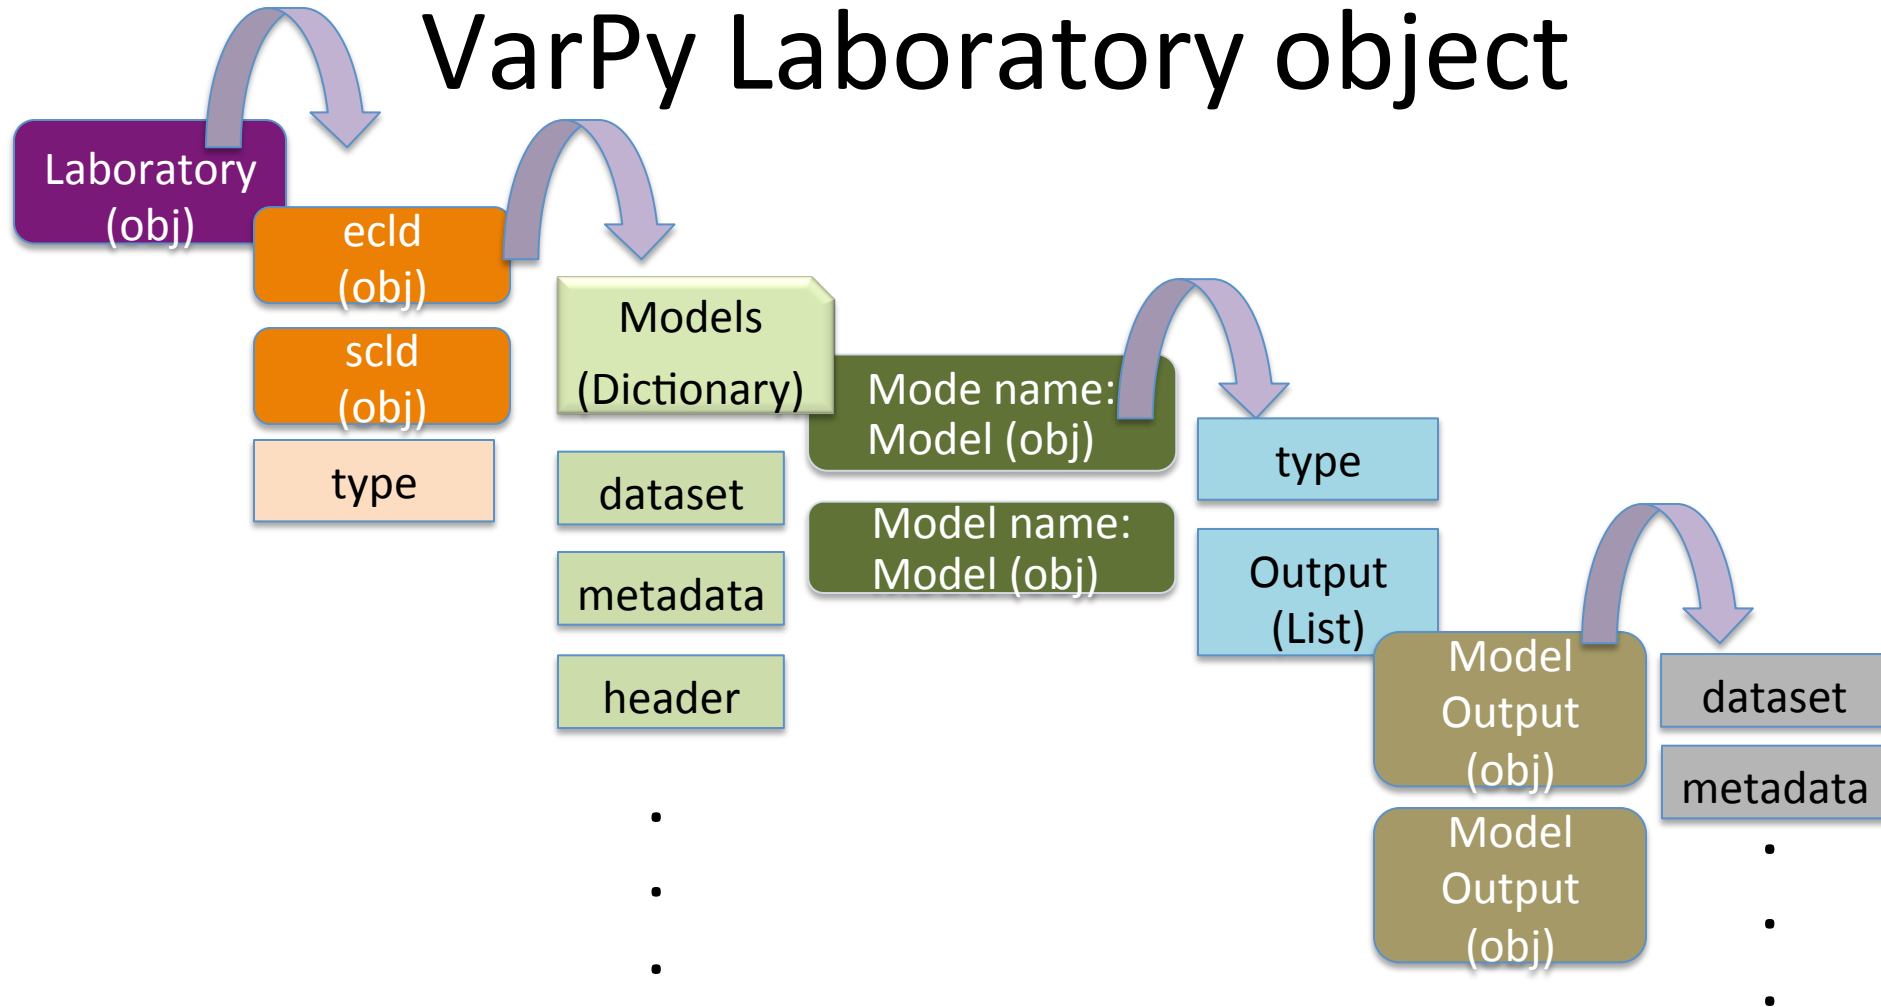 VarPy Laboratory object
Laboratory
(obj)
ecld
(obj)
scld
(obj)
type
Models
(Dictionary)
dataset
metadata
header
.
.
.
Mode name:
Model (obj)
Model name:
Model (obj)
type
Output
(List)
Model
Output
(obj)
Model
Output
(obj)
dataset
metadata
.
.
.